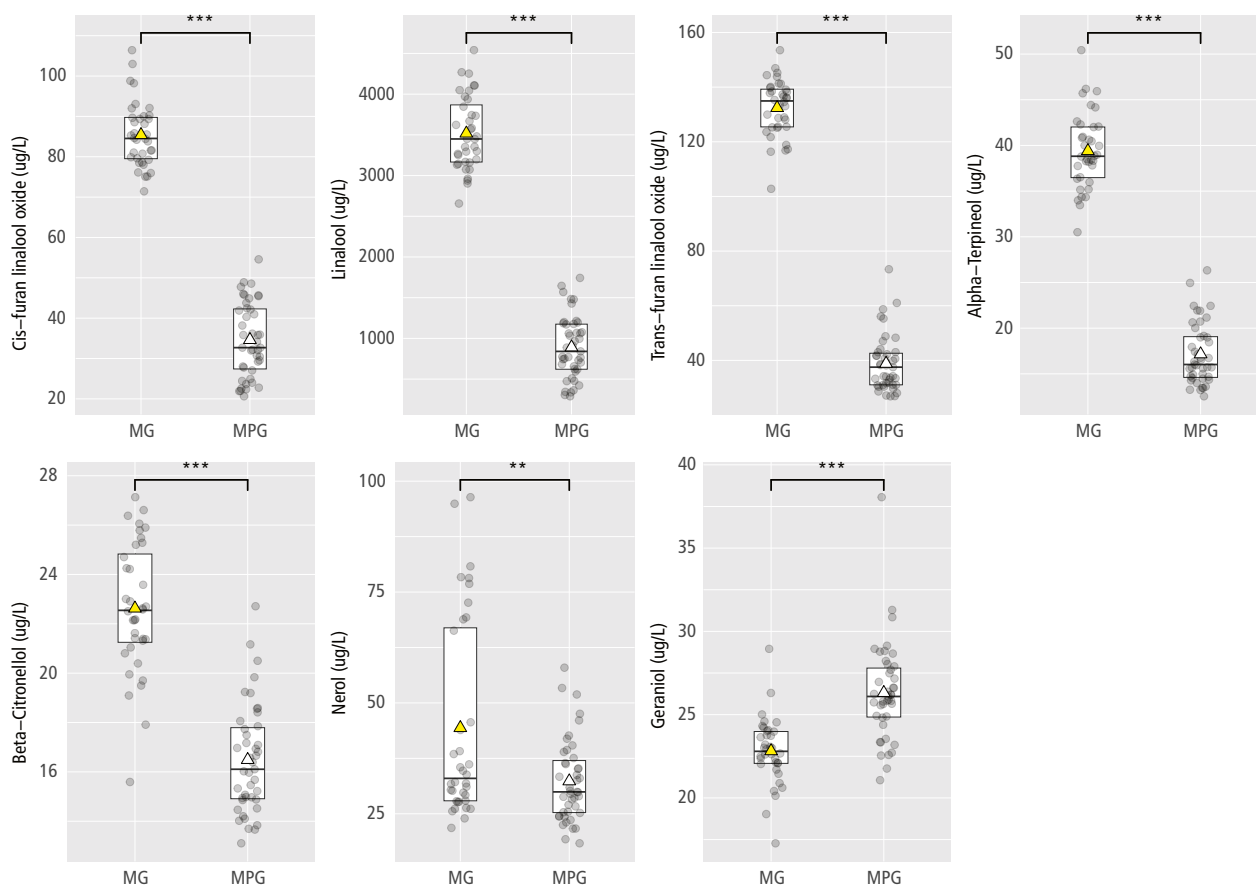 ***
Cis−furan linalool oxide (ug/L)
100
80
60
40
20
MG MPG
***
Linalool (ug/L)
4000
3000
2000
1000
MG MPG
***
Trans−furan linalool oxide (ug/L)
160
120
80
40
MG MPG
***
Alpha−Terpineol (ug/L)
50
40
30
20
MG MPG
***
Beta−Citronellol (ug/L)
28
24
20
16
MG MPG
**
Nerol (ug/L)
100
75
50
25
MG MPG
***
Geraniol (ug/L)
40
35
30
25
20
MG MPG